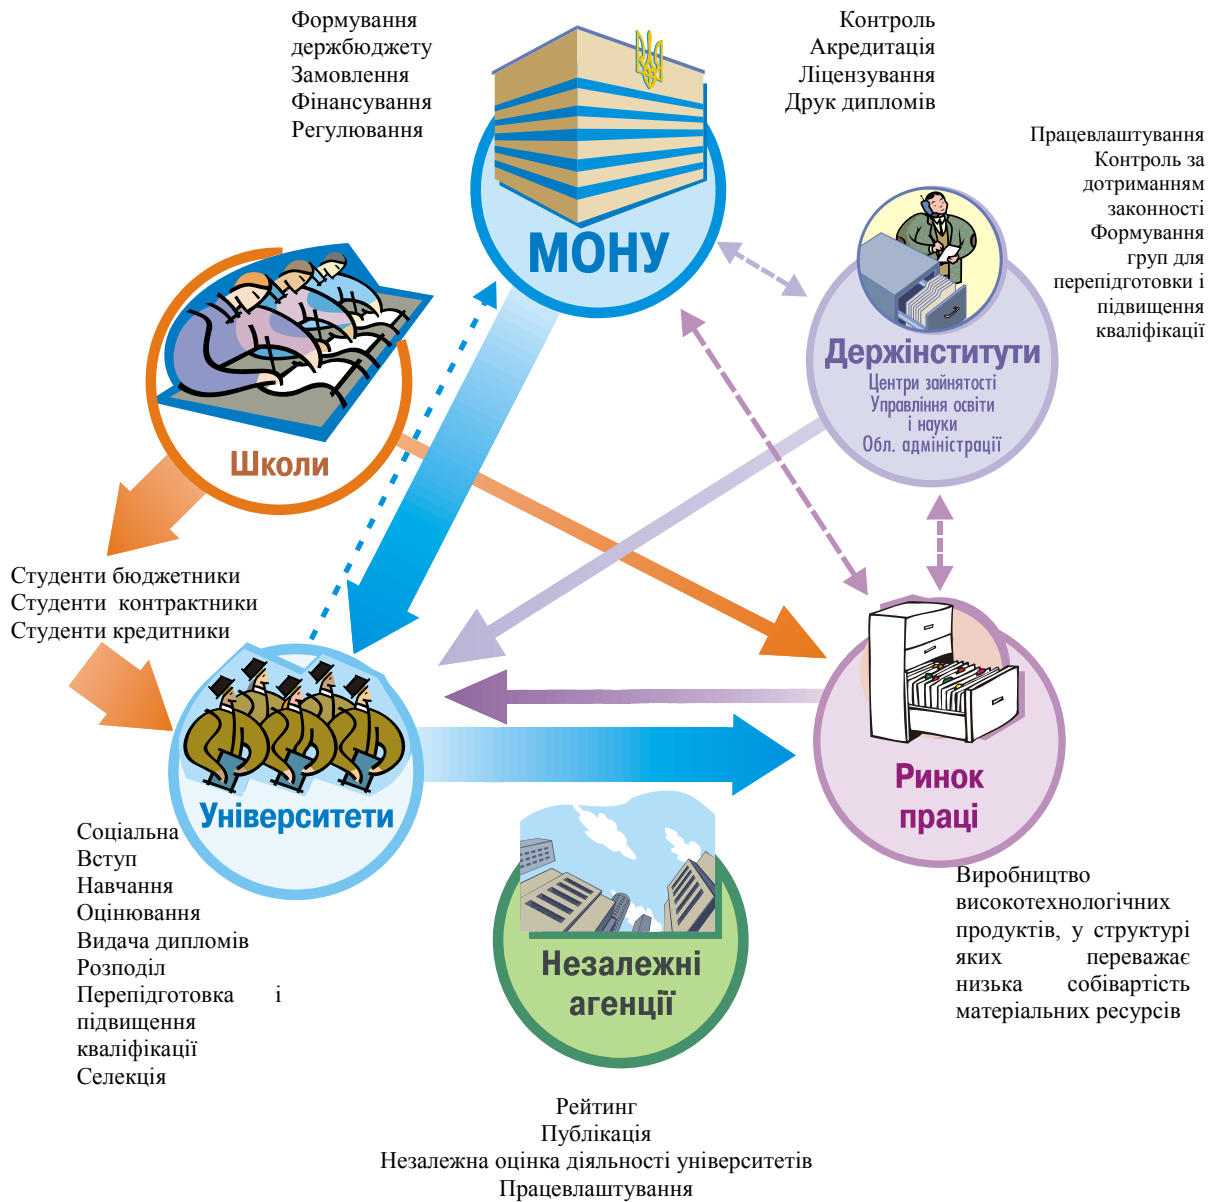 Формування
держбюджету
Замовлення
Фінансування
Регулювання
Контроль
Акредитація
Ліцензування
Друк дипломів
МОНУ
Працевлаштування
Контроль за
дотриманням
законності
Формування
груп для
перепідготовки і
підвищення
кваліфікації
Держінститути
Центри зайнятості
Управління освіти
і науки
Обл. адміністрації
Школи
Студенти бюджетники
Студенти контрактники
Студенти кредитники
Університети
Соціальна
Вступ
Навчання
Оцінювання
Видача дипломів
Розподіл
Перепідготовка і
підвищення
кваліфікації
Селекція
Ринок
праці
Виробництво
високотехнологічних
продуктів, у структурі
яких переважає
низька собівартість
матеріальних ресурсів
Незалежні
агенції
Рейтинг
Публікація
Незалежна оцінка діяльності університетів
Працевлаштування